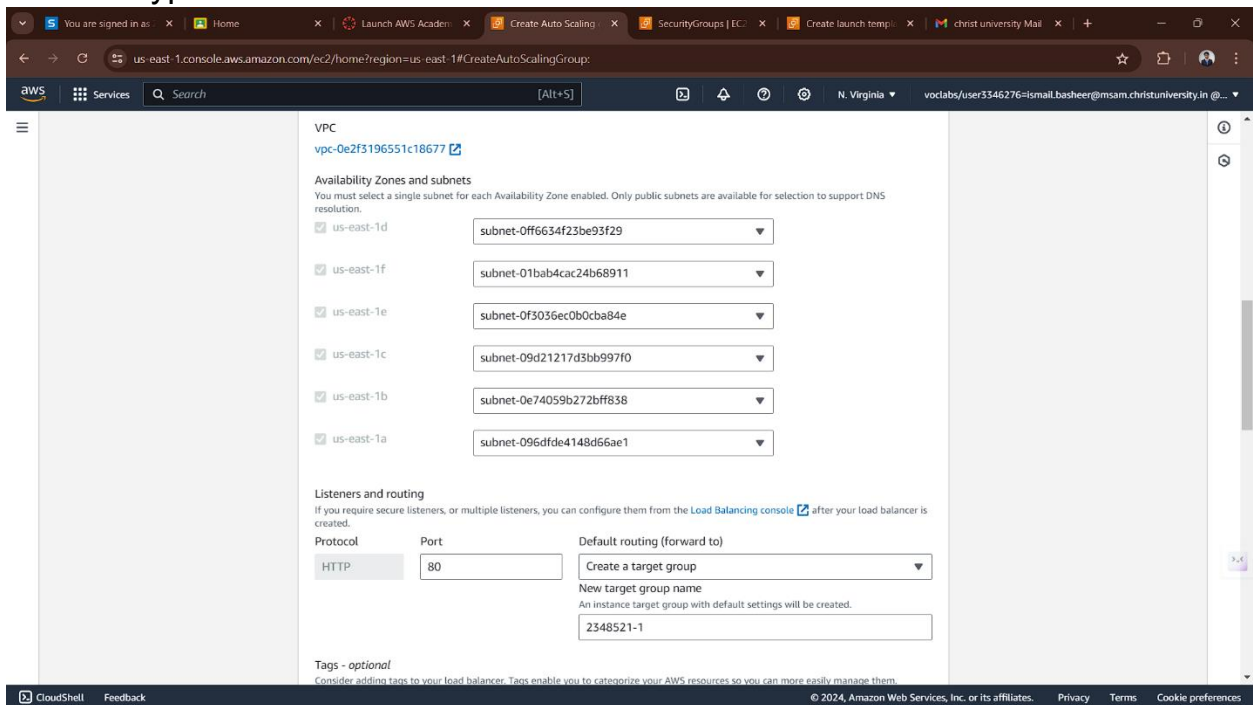 You are signed in as
Home
Launch AWS Academ
Create Auto Scaling
SecurityGroups | EC2
Create launch templ
christ university Mail
us-east-1.console.aws.amazon.com/ec2/home?region=us-east-1#CreateAutoScalingGroup:
aws
Services
Search
[Alt+S]
N. Virginia
voclabs/user3346276=ismail.basheer@msam.christuniversity.in @...
VPC
vpc-0e2f3196551c18677
Availability Zones and subnets
You must select a single subnet for each Availability Zone enabled. Only public subnets are available for selection to support DNS
resolution.
us-east-1d
subnet-0ff6634f23be93f29
us-east-1f
subnet-01bab4cac24b68911
us-east-1e
subnet-0f3036ec0b0cba84e
us-east-1c
subnet-09d21217d3bb997f0
us-east-1b
subnet-0e74059b272bff838
us-east-1a
subnet-096dfde4148d66ae1
Listeners and routing
If you require secure listeners, or multiple listeners, you can configure them from the Load Balancing console after your load balancer is
created.
Protocol Port Default routing (forward to)
HTTP 80 Create a target group
New target group name
An instance target group with default settings will be created.
2348521-1
Tags - optional
Consider adding tags to your load balancer. Tags enable you to categorize your AWS resources so you can more easily manage them.
CloudShell Feedback © 2024, Amazon Web Services, Inc. or its affiliates. Privacy Terms Cookie preferences